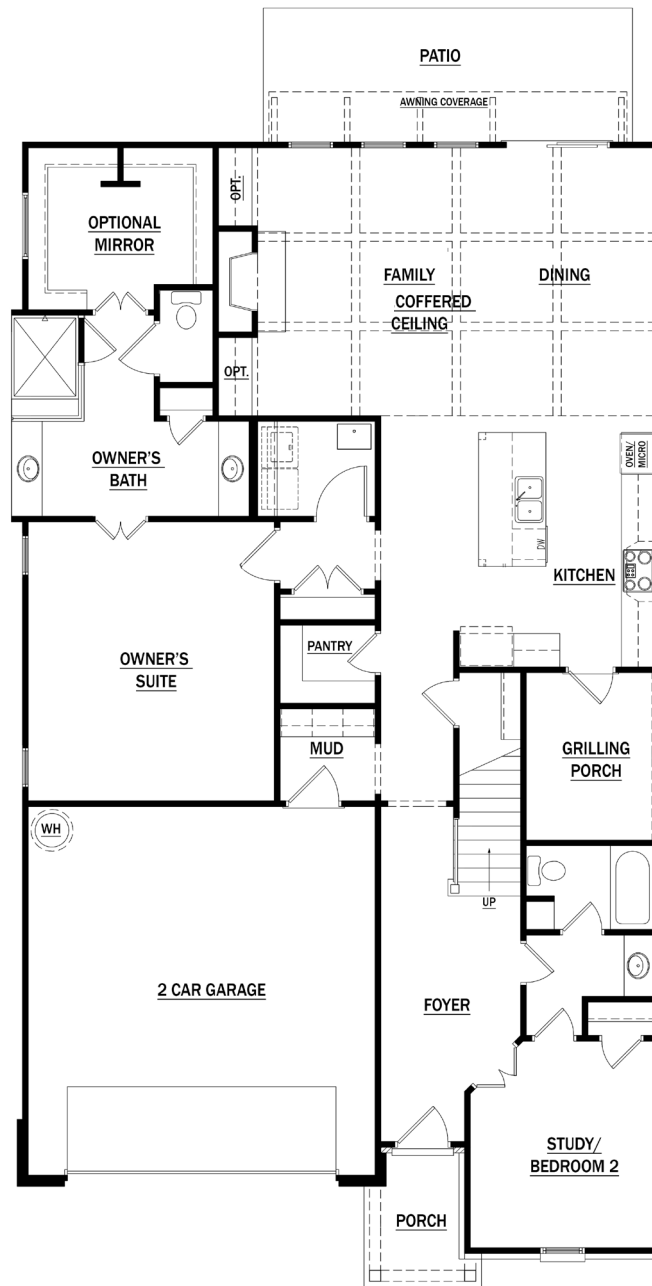 PATIO
AWNING COVERAGE
OPT.
OPTIONAL
MIRROR
FAMILY
DINING
COFFERED
CEILING
OPT.
OWNER'S
BATH
OVEN/
MICRO
DW
KITCHEN
OWNER'S
SUITE
PANTRY
MUD
GRILLING
PORCH
WH
UP
2 CAR GARAGE
FOYER
STUDY/
BEDROOM 2
PORCH